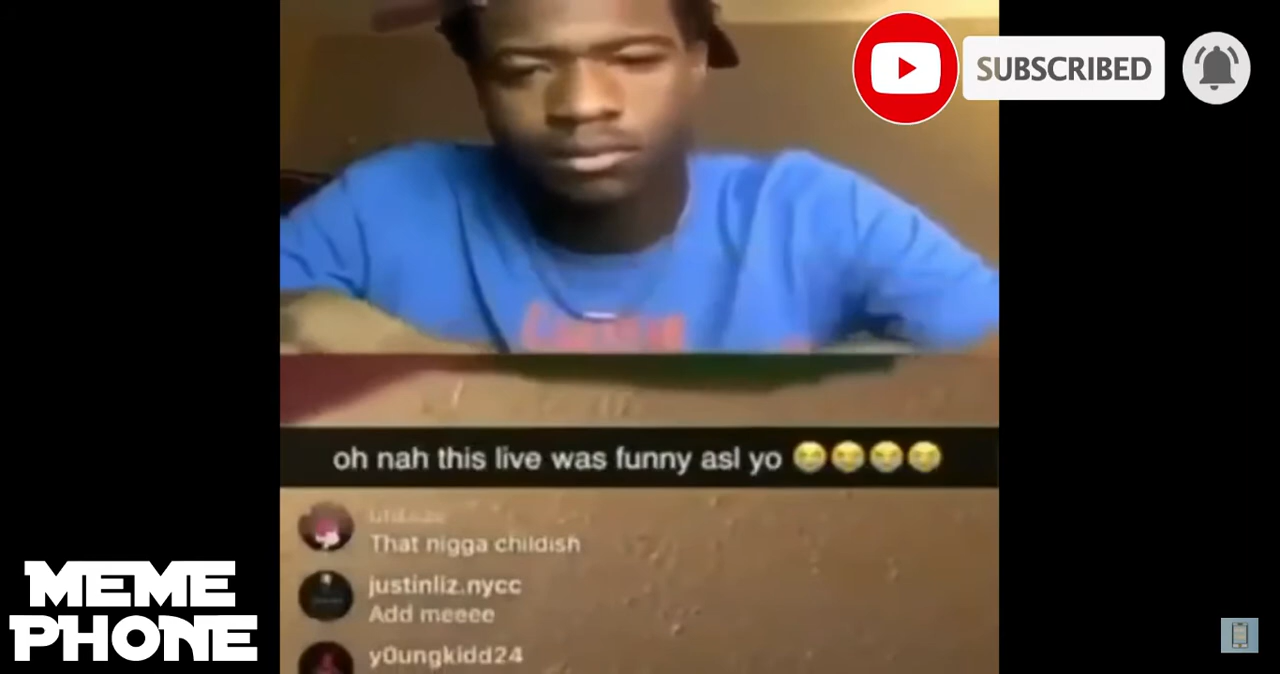 SUBSCRIBED
oh nah this live was funny asl yo 😂😂😂😂
That nigga childish
justinliz.nycc
Add meeee
y0ungkidd24
MEME
PHONE